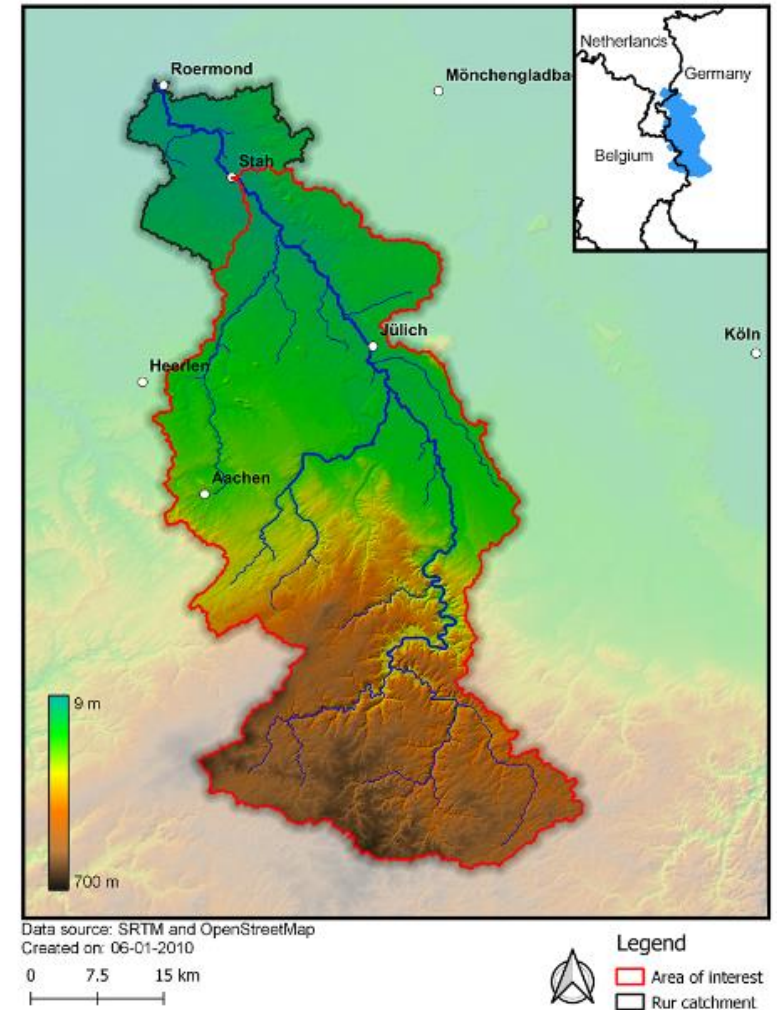 Roermond
Mönchengladba
Netherlands
Germany
Belgium
Stah
Jülich
Köln
Heerlen
Aachen
9 m
700 m
Data source: SRTM and OpenStreetMap
Created on: 06-01-2010
0 7.5 15 km
Legend
Area of interest
Rur catchment